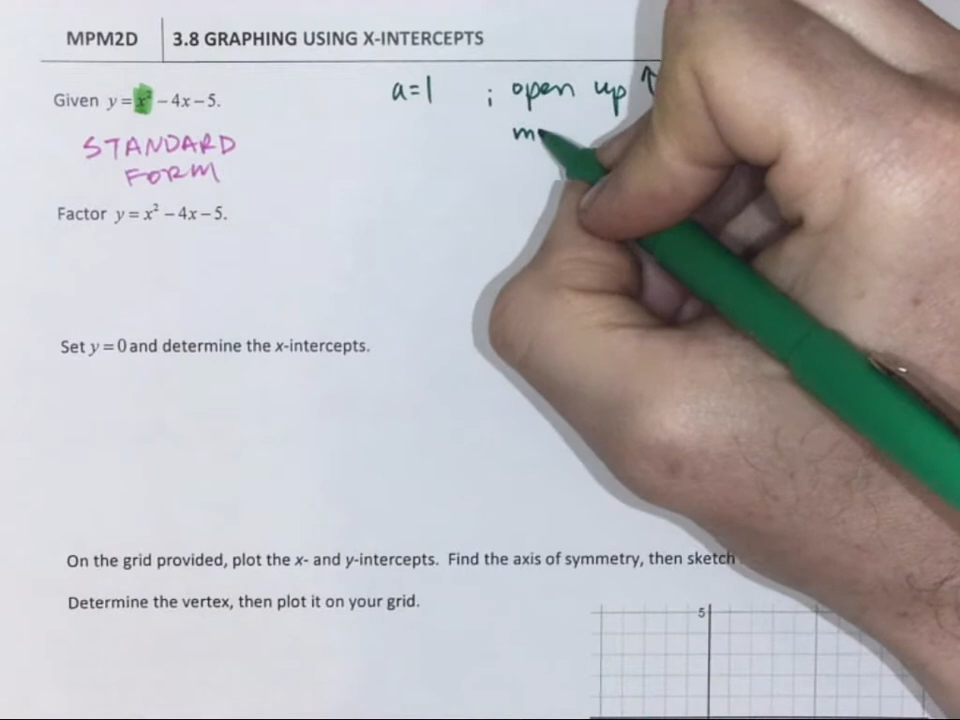 MPM2D 3.8 GRAPHING USING X-INTERCEPTS
Given y = x² − 4x − 5.
a=1 ; open up ↑
m
STANDARD
FORM
Factor y = x² − 4x − 5.
Set y = 0 and determine the x-intercepts.
On the grid provided, plot the x- and y-intercepts. Find the axis of symmetry, then sketch
Determine the vertex, then plot it on your grid.
5